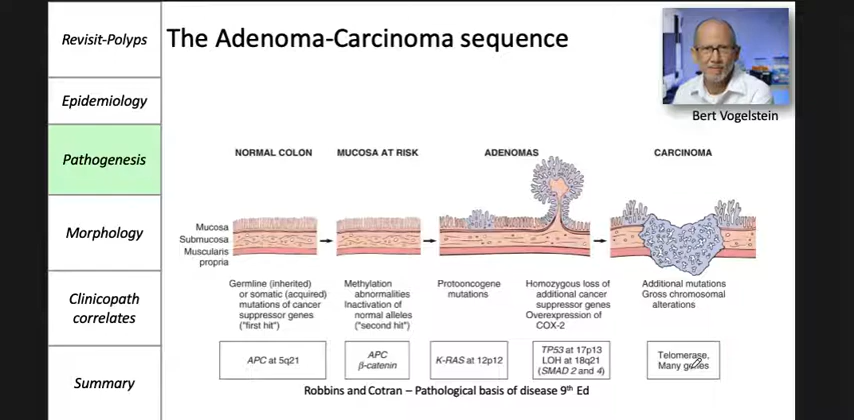 Revisit-Polyps
Epidemiology
Pathogenesis
Morphology
Clinicopath
correlates
Summary
The Adenoma-Carcinoma sequence
Bert Vogelstein
NORMAL COLON
MUCOSA AT RISK
ADENOMAS
CARCINOMA
Mucosa
Submucosa
Muscularis
propria
Germline (inherited)
or somatic (acquired)
mutations of cancer
suppressor genes
("first hit")
Methylation
abnormalities
Inactivation of
normal alleles
("second hit")
Protooncogene
mutations
Homozygous loss of
additional cancer
suppressor genes
Overexpression of
COX-2
Additional mutations
Gross chromosomal
alterations
APC at 5q21
APC
β-catenin
K-RAS at 12p12
TP53 at 17p13
LOH at 18q21
(SMAD 2 and 4)
Telomerase,
Many genes
Robbins and Cotran – Pathological basis of disease 9th Ed